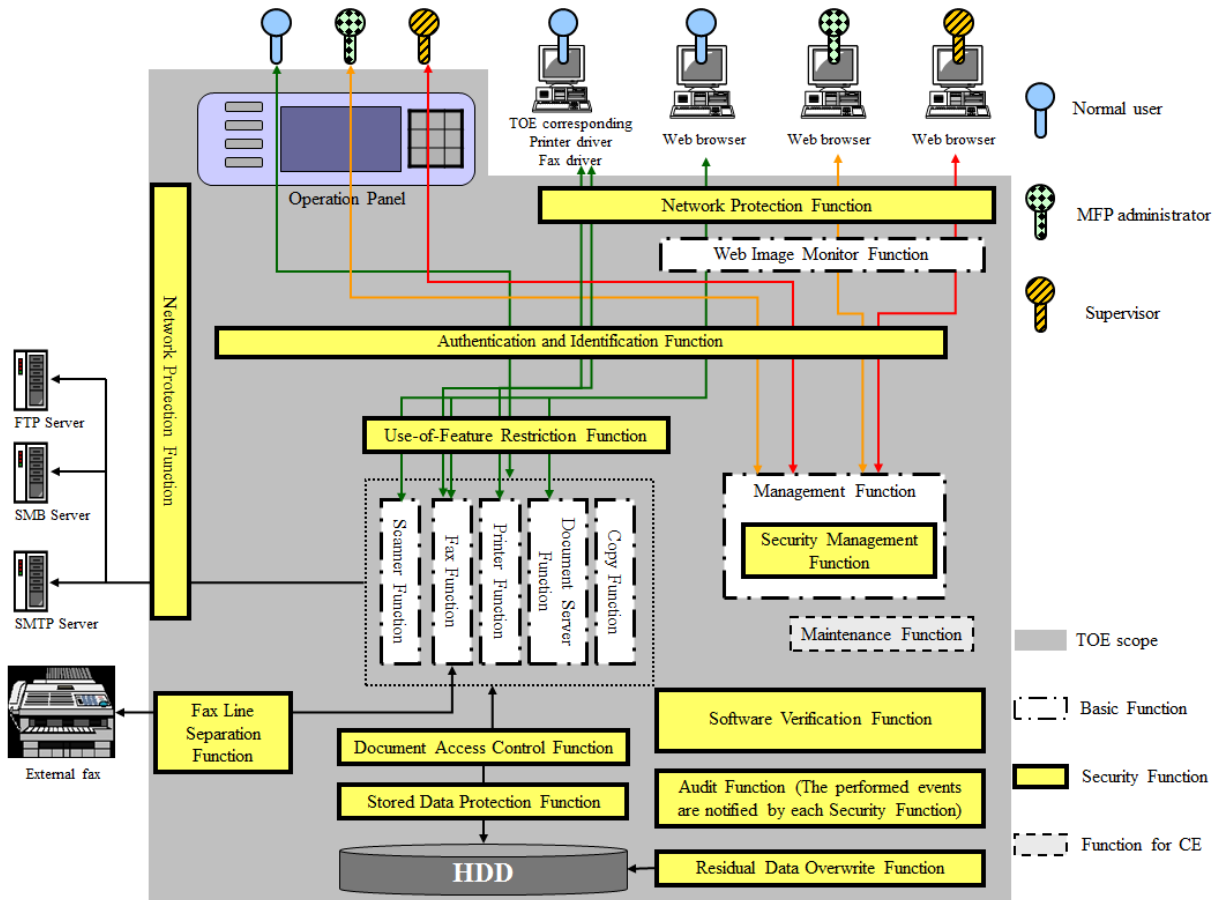 TOE corresponding
Printer driver
Fax driver
Web browser
Web browser
Web browser
Normal user
Operation Panel
Network Protection Function
MFP administrator
Web Image Monitor Function
Supervisor
Network Protection Function
Authentication and Identification Function
FTP Server
Use-of-Feature Restriction Function
SMB Server
Scanner Function
Fax Function
Printer Function
Document Server
Function
Copy Function
Management Function
Security Management
Function
SMTP Server
Maintenance Function
TOE scope
External fax
Fax Line
Separation
Function
Document Access Control Function
Software Verification Function
Basic Function
Stored Data Protection Function
Audit Function (The performed events
are notified by each Security Function)
Security Function
HDD
Residual Data Overwrite Function
Function for CE